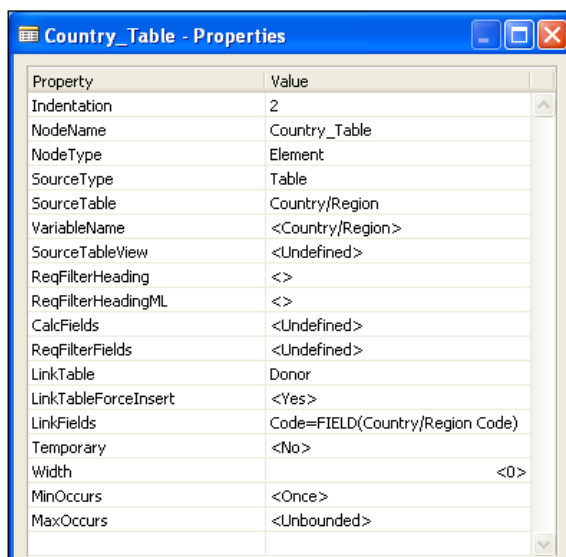 Country_Table - Properties
Property Value
Indentation 2
NodeName Country_Table
NodeType Element
SourceType Table
SourceTable Country/Region
VariableName <Country/Region>
SourceTableView <Undefined>
ReqFilterHeading <>
ReqFilterHeadingML <>
CalcFields <Undefined>
ReqFilterFields <Undefined>
LinkTable Donor
LinkTableForceInsert <Yes>
LinkFields Code=FIELD(Country/Region Code)
Temporary <No>
Width <0>
MinOccurs <Once>
MaxOccurs <Unbounded>